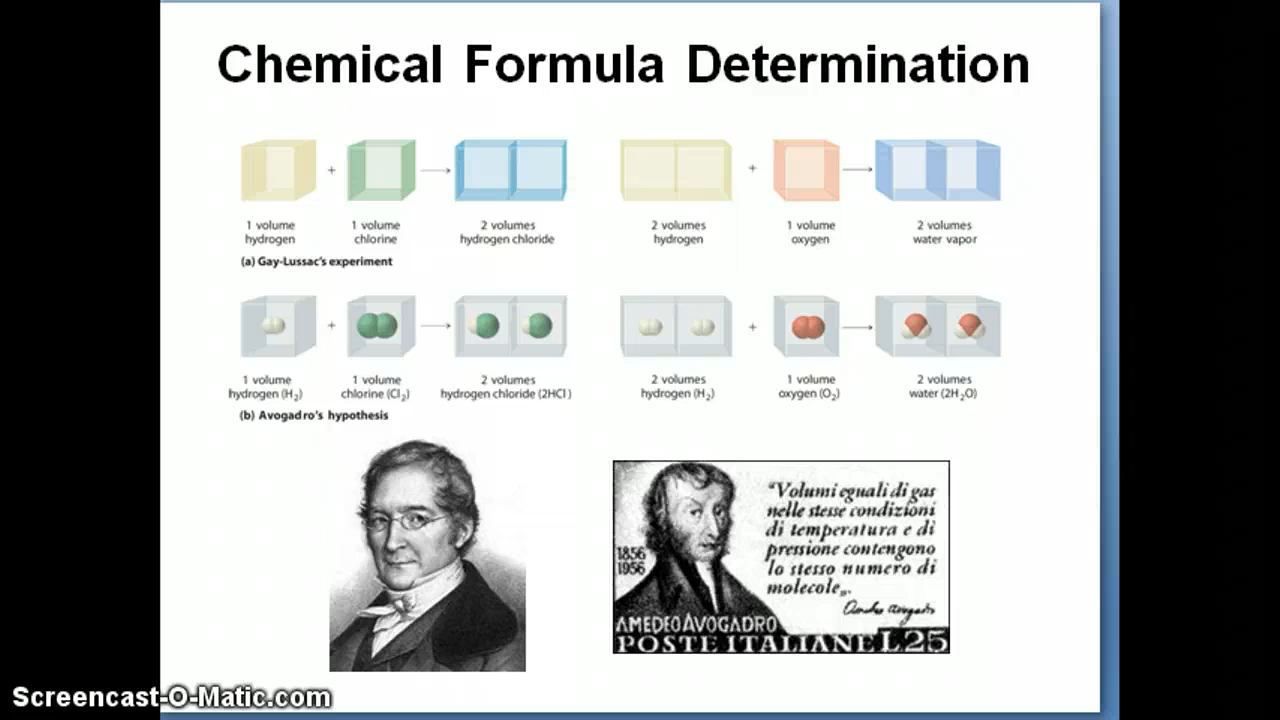 Chemical Formula Determination
1 volume
hydrogen
+
1 volume
chlorine
2 volumes
hydrogen chloride
2 volumes
hydrogen
+
1 volume
oxygen
2 volumes
water vapor
(a) Gay-Lussac's experiment
1 volume
hydrogen (H2)
+
1 volume
chlorine (Cl2)
2 volumes
hydrogen chloride (2HCl)
2 volumes
hydrogen (H2)
+
1 volume
oxygen (O2)
2 volumes
water (2H2O)
(b) Avogadro's hypothesis
"Volumi eguali di gas
nelle stesse condizioni
di temperatura e di
pressione contengono
lo stesso numero di
molecole„.
Amedeo Avogadro
1856
1956
AMEDEO AVOGADRO
POSTE ITALIANE L25
Screencast-O-Matic.com